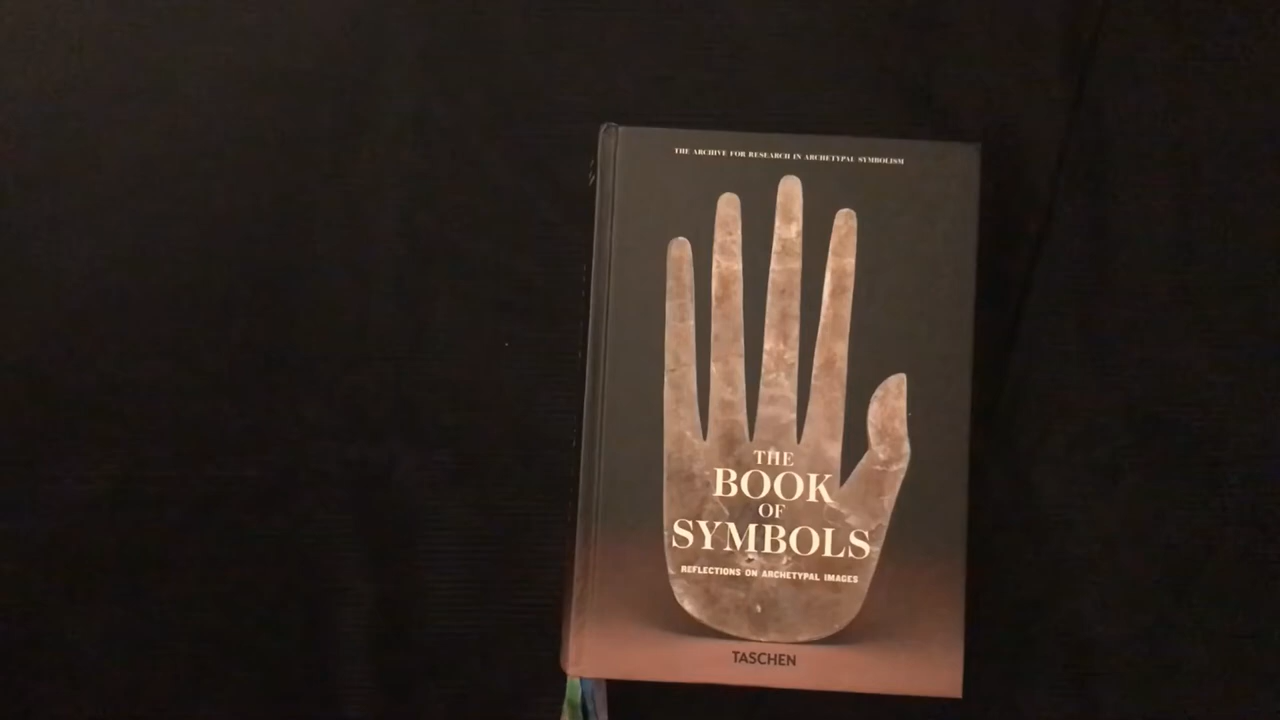 THE ARCHIVE FOR RESEARCH IN ARCHETYPAL SYMBOLISM
THE
BOOK
OF
SYMBOLS
REFLECTIONS ON ARCHETYPAL IMAGES
TASCHEN